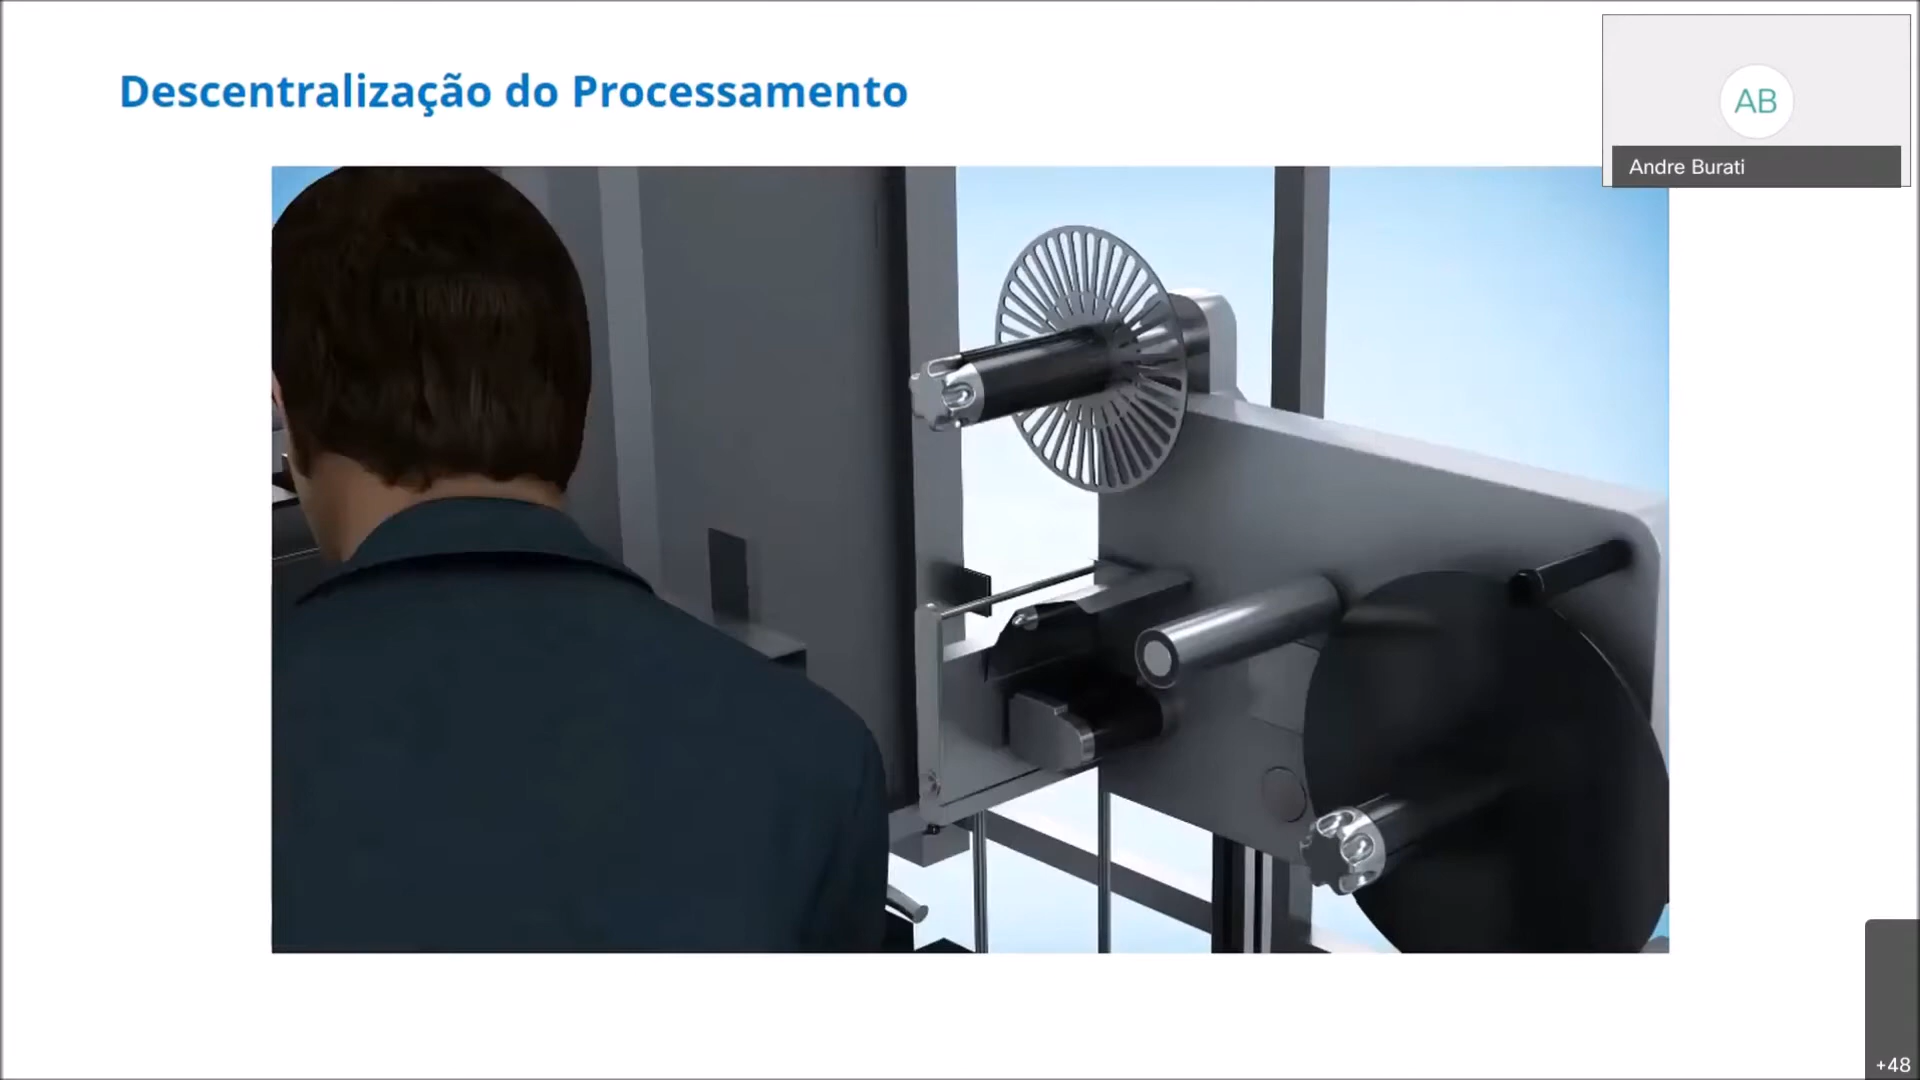 Descentralização do Processamento
AB
Andre Burati
+48